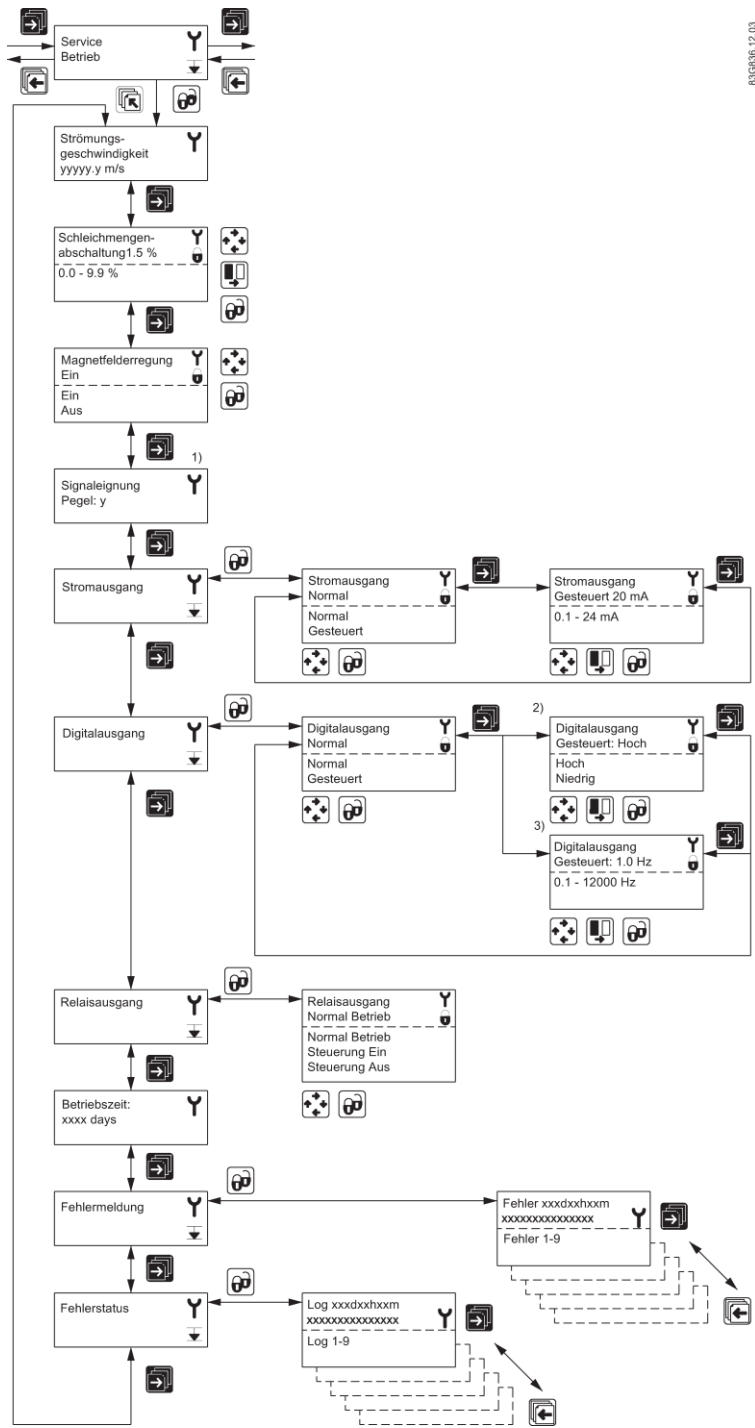 83G836.12.03
Service
Betrieb
Strömungs-
geschwindigkeit
yyyyy.y m/s
Schleichmengen-
abschaltung1.5 %
0.0 - 9.9 %
Magnetfelderregung
Ein
Ein
Aus
1)
Signaleignung
Pegel: y
Stromausgang
Stromausgang
Normal
Normal
Gesteuert
Stromausgang
Gesteuert 20 mA
0.1 - 24 mA
Digitalausgang
Digitalausgang
Normal
Normal
Gesteuert
2)
Digitalausgang
Gesteuert: Hoch
Hoch
Niedrig
3)
Digitalausgang
Gesteuert: 1.0 Hz
0.1 - 12000 Hz
Relaisausgang
Relaisausgang
Normal Betrieb
Normal Betrieb
Steuerung Ein
Steuerung Aus
Betriebszeit:
xxxx days
Fehlermeldung
Fehler xxxdxxhxxm
xxxxxxxxxxxxxxx
Fehler 1-9
Fehlerstatus
Log xxxdxxhxxm
xxxxxxxxxxxxxxx
Log 1-9